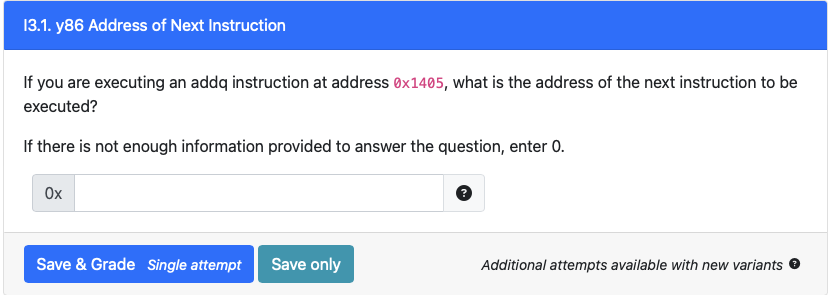 I3.1. y86 Address of Next Instruction
If you are executing an addq instruction at address 0x1405, what is the address of the next instruction to be
executed?
If there is not enough information provided to answer the question, enter 0.
0x
?
Save & Grade Single attempt Save only Additional attempts available with new variants ?